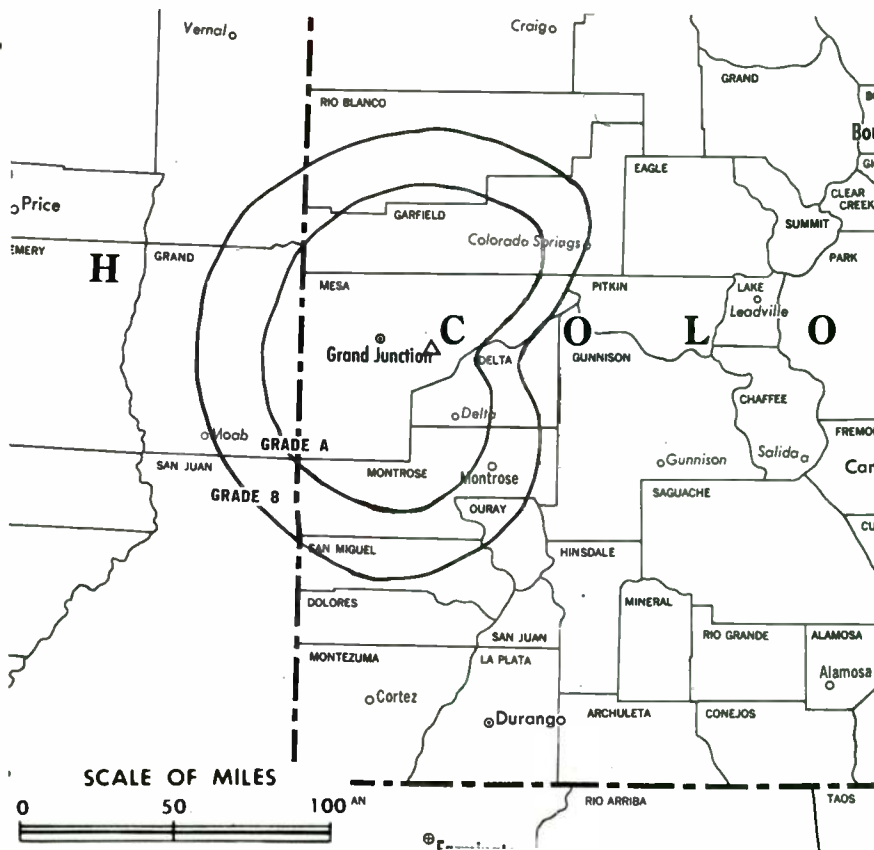 Vernal
Craig
GRAND
RIO BLANCO
EAGLE
CLEAR
CREEK
Price
GARFIELD
SUMMIT
EMERY
GRAND
Colorado Springs
PARK
H
MESA
PITKIN
LAKE
Leadville
C O L O
Grand Junction
DELTA
GUNNISON
CHAFFEE
Delta
Moab
GRADE A
SAN JUAN
MONTROSE
Montrose
Gunnison
Salida
GRADE B
OURAY
SAGUACHE
SAN MIGUEL
HINSDALE
DOLORES
MINERAL
SAN JUAN
RIO GRANDE
ALAMOSA
MONTEZUMA
LA PLATA
Alamosa
Cortez
Durango
ARCHULETA
CONEJOS
SCALE OF MILES
0 50 100
AN
RIO ARRIBA
TAOS